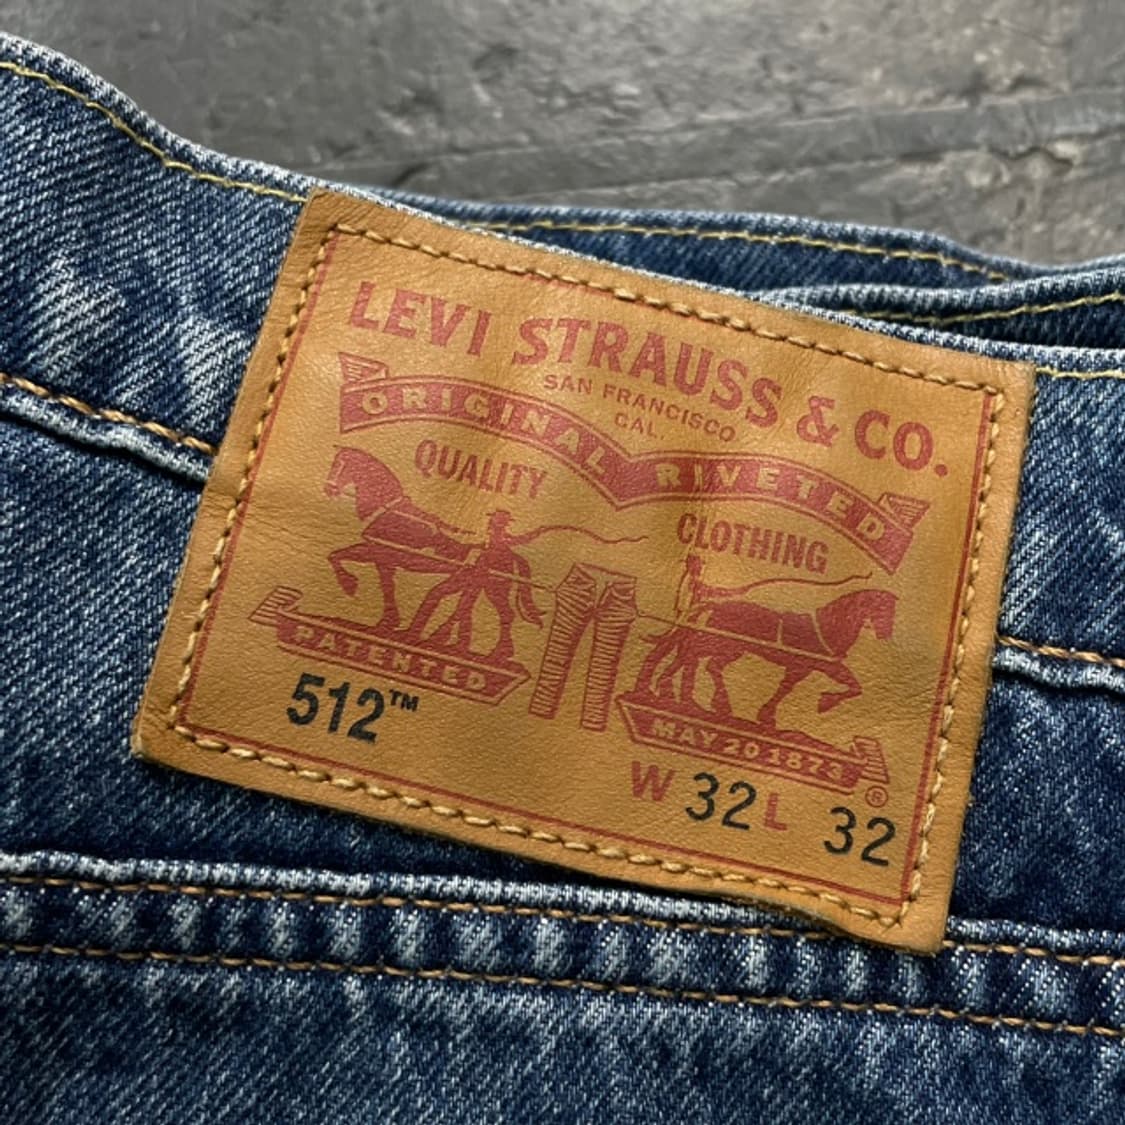 LEVI STRAUSS & CO.
SAN FRANCISCO
CAL.
ORIGINAL RIVETED
QUALITY
CLOTHING
PATENTED
MAY 20 1873
512™
®
W 32 L 32